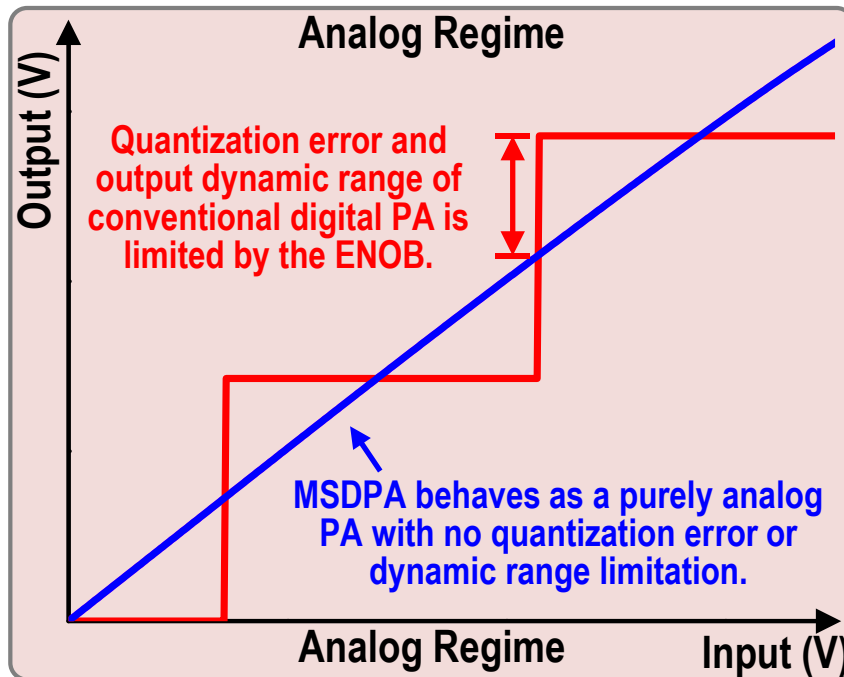 Analog Regime
Output (V)
Quantization error and
output dynamic range of
conventional digital PA is
limited by the ENOB.
MSDPA behaves as a purely analog
PA with no quantization error or
dynamic range limitation.
Analog Regime
Input (V)